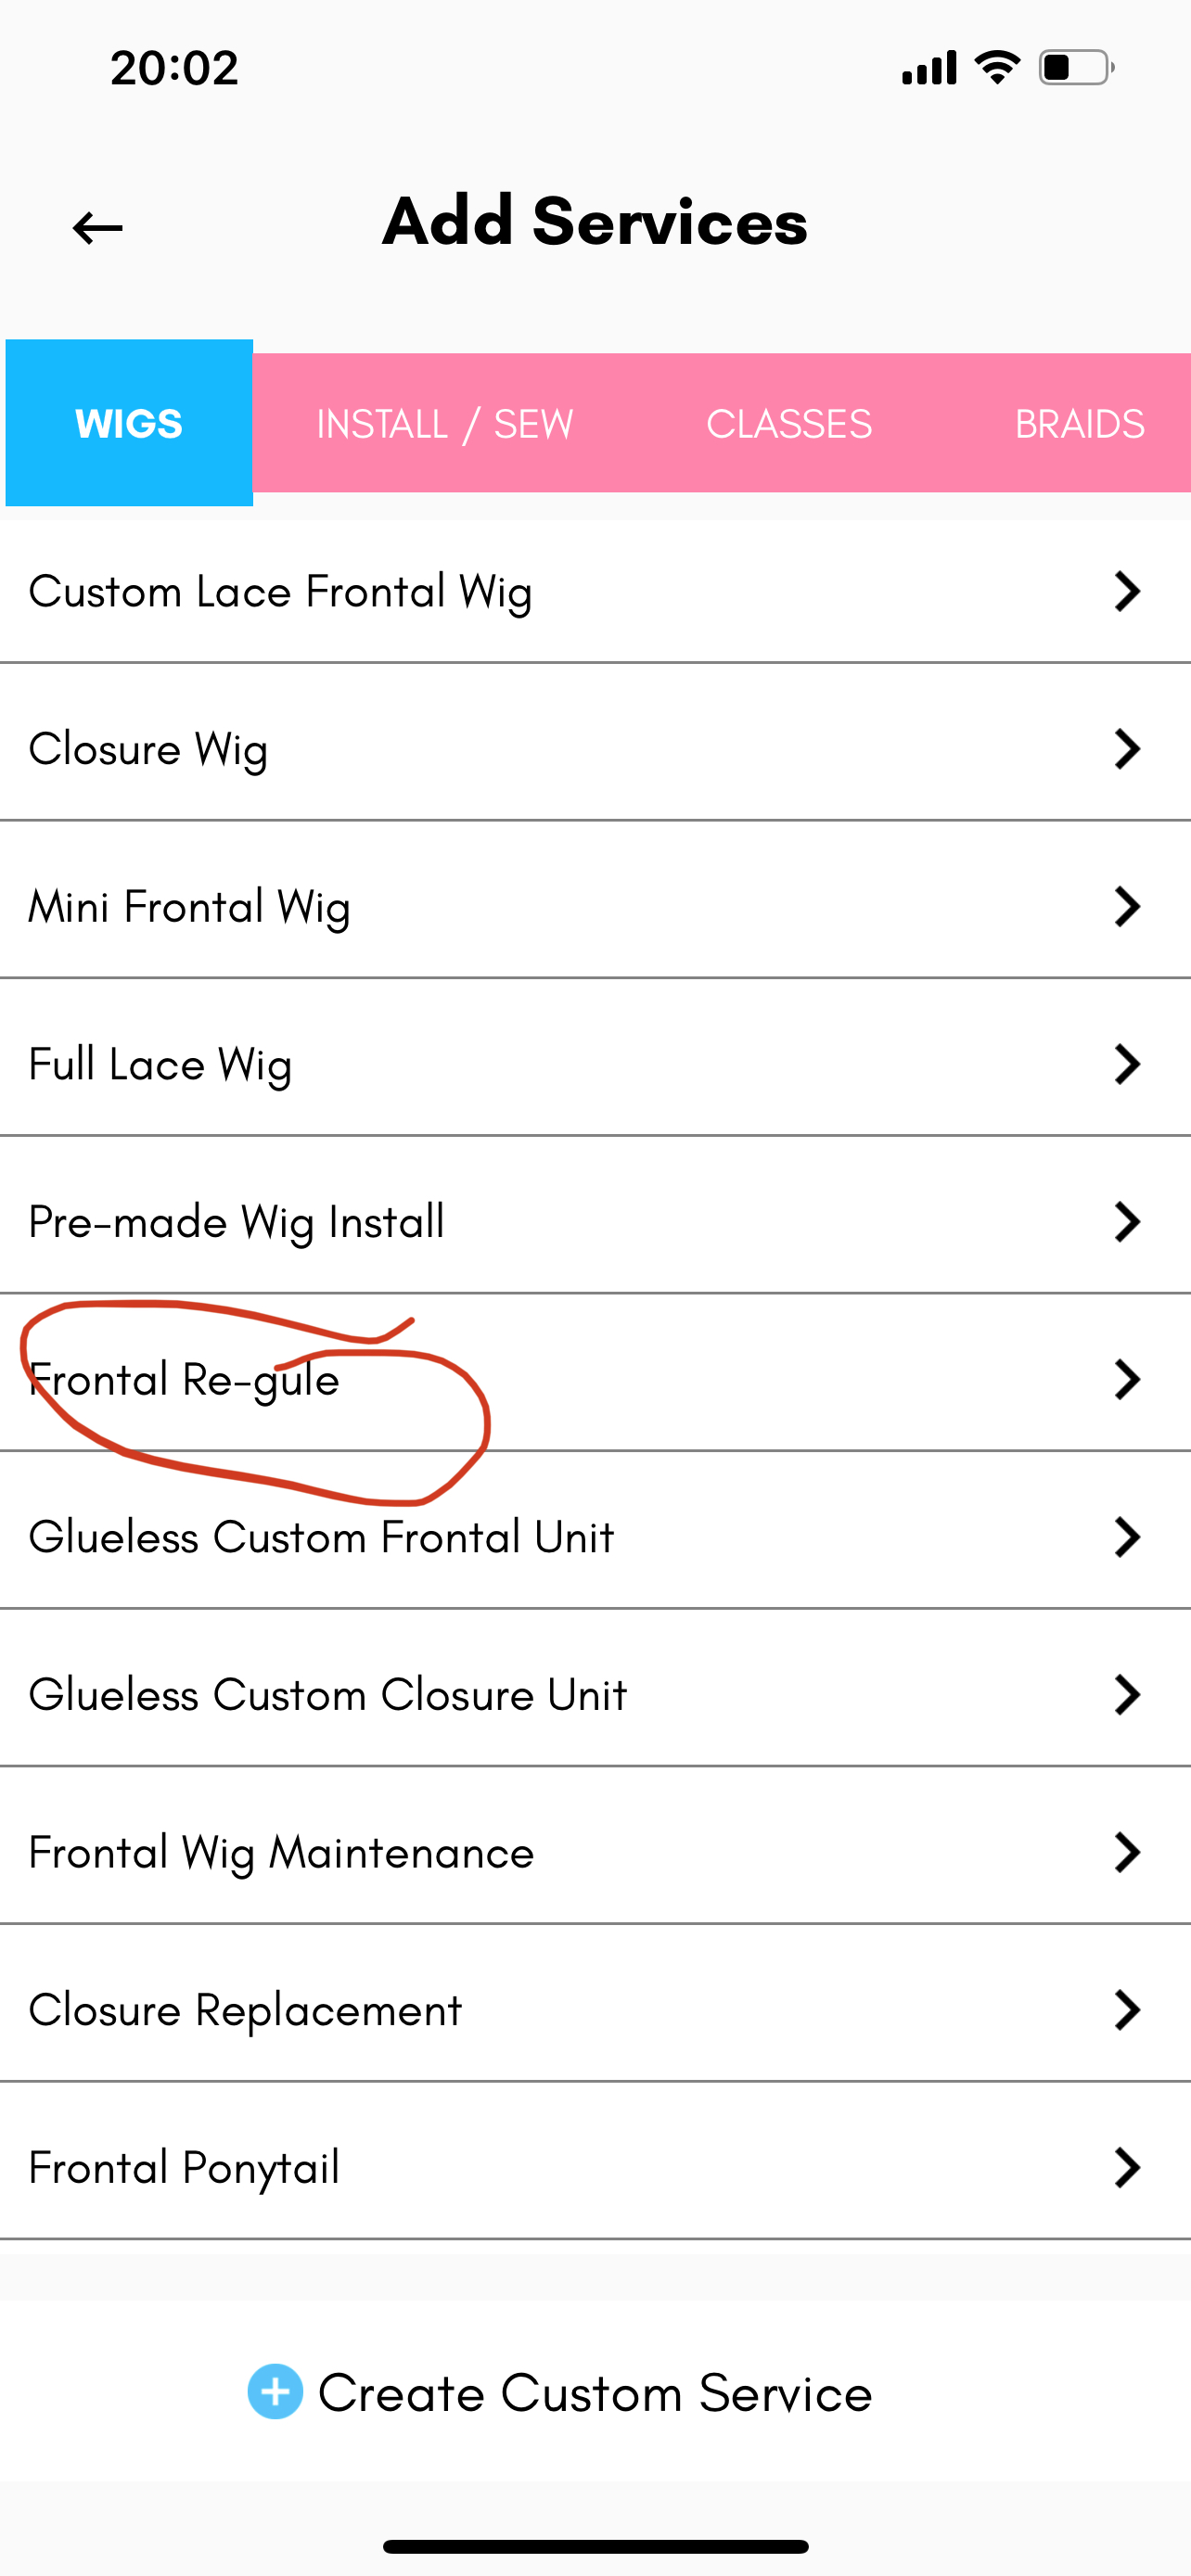 20:02
Add Services
WIGS INSTALL / SEW CLASSES BRAIDS
Custom Lace Frontal Wig
Closure Wig
Mini Frontal Wig
Full Lace Wig
Pre-made Wig Install
Frontal Re-gule
Glueless Custom Frontal Unit
Glueless Custom Closure Unit
Frontal Wig Maintenance
Closure Replacement
Frontal Ponytail
Create Custom Service